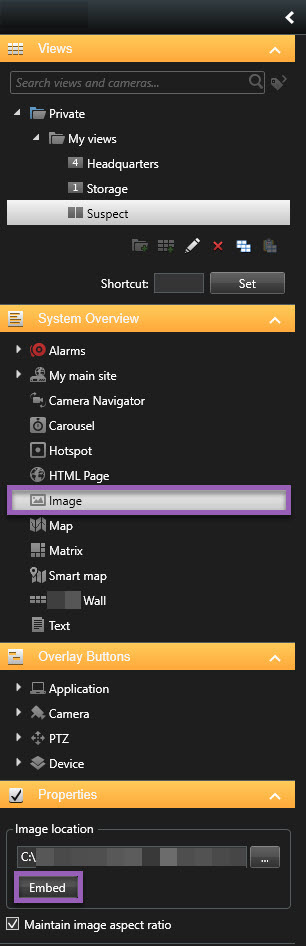 Views
Search views and cameras...
Private
My views
4 Headquarters
1 Storage
Suspect
Shortcut: Set
System Overview
Alarms
My main site
Camera Navigator
Carousel
Hotspot
HTML Page
Image
Map
Matrix
Smart map
Wall
Text
Overlay Buttons
Application
Camera
PTZ
Device
Properties
Image location
C:\ ...
Embed
Maintain image aspect ratio